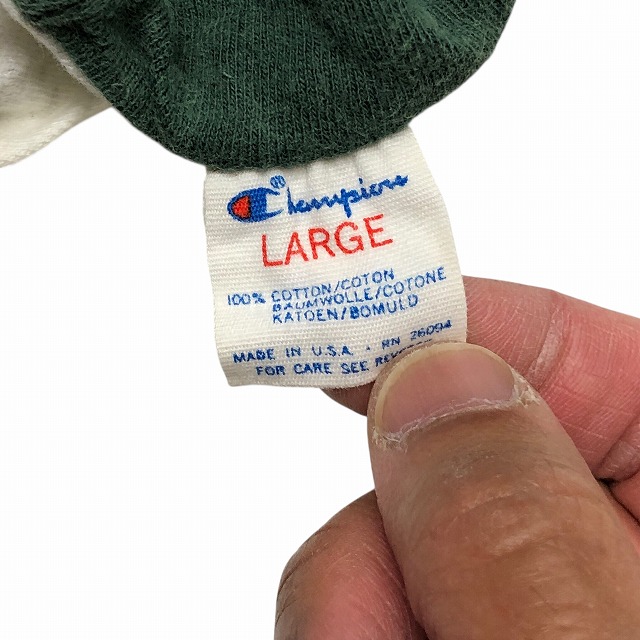 Champion®
LARGE
100% COTTON/COTON
BAUMWOLLE/COTONE
KATOEN/BOMULD
MADE IN U.S.A. · RN 26094
FOR CARE SEE